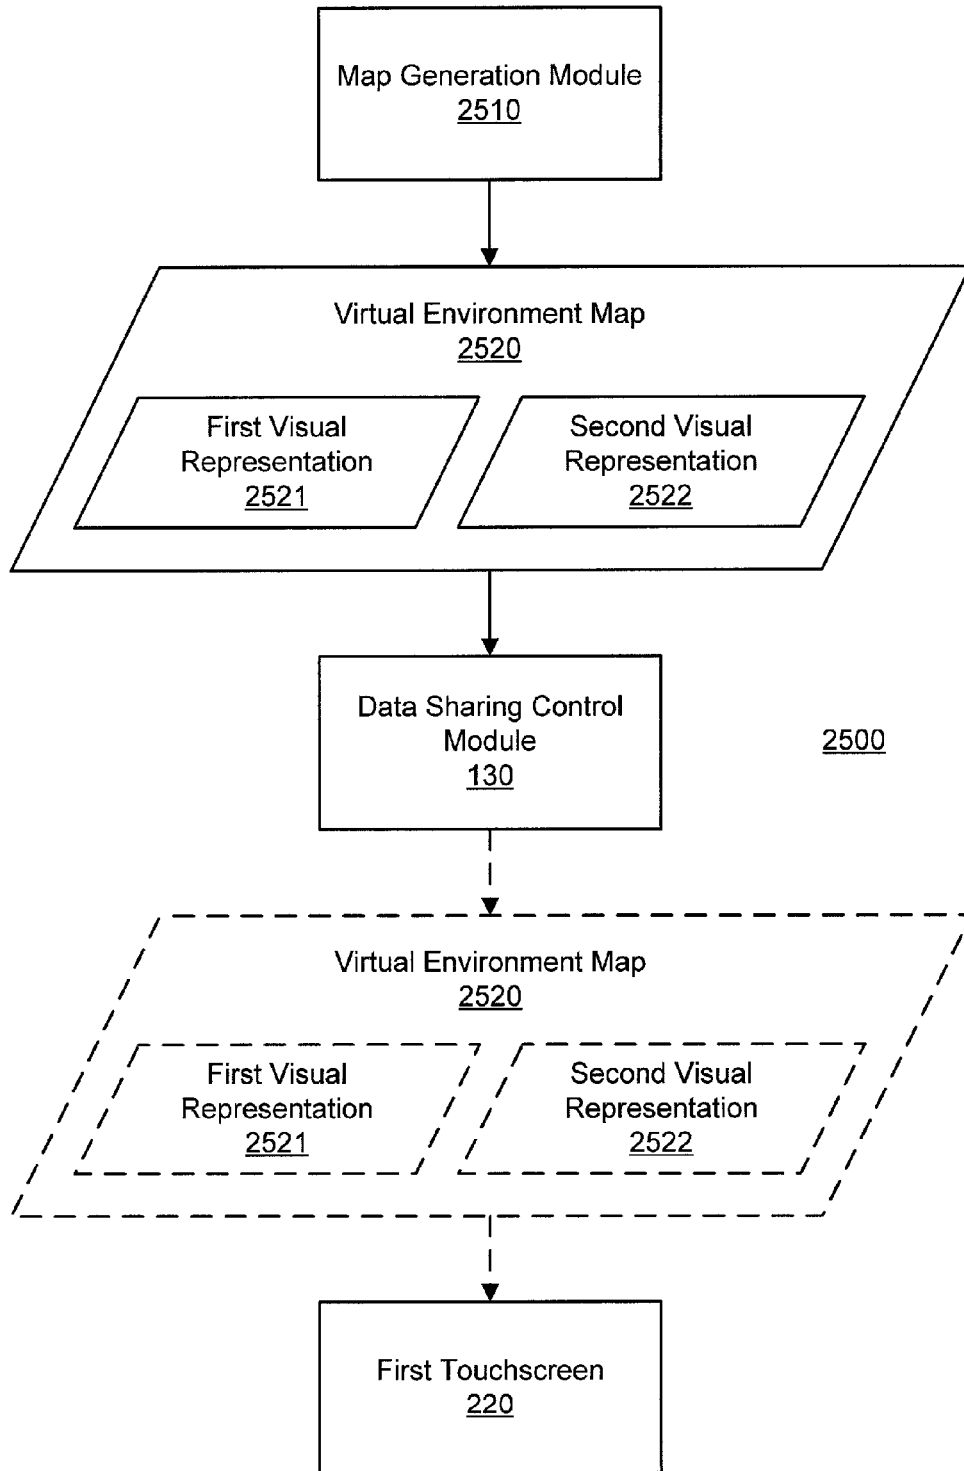 Map Generation Module
2510
Virtual Environment Map
2520
First Visual
Representation
2521
Second Visual
Representation
2522
Data Sharing Control
Module
130
2500
Virtual Environment Map
2520
First Visual
Representation
2521
Second Visual
Representation
2522
First Touchscreen
220